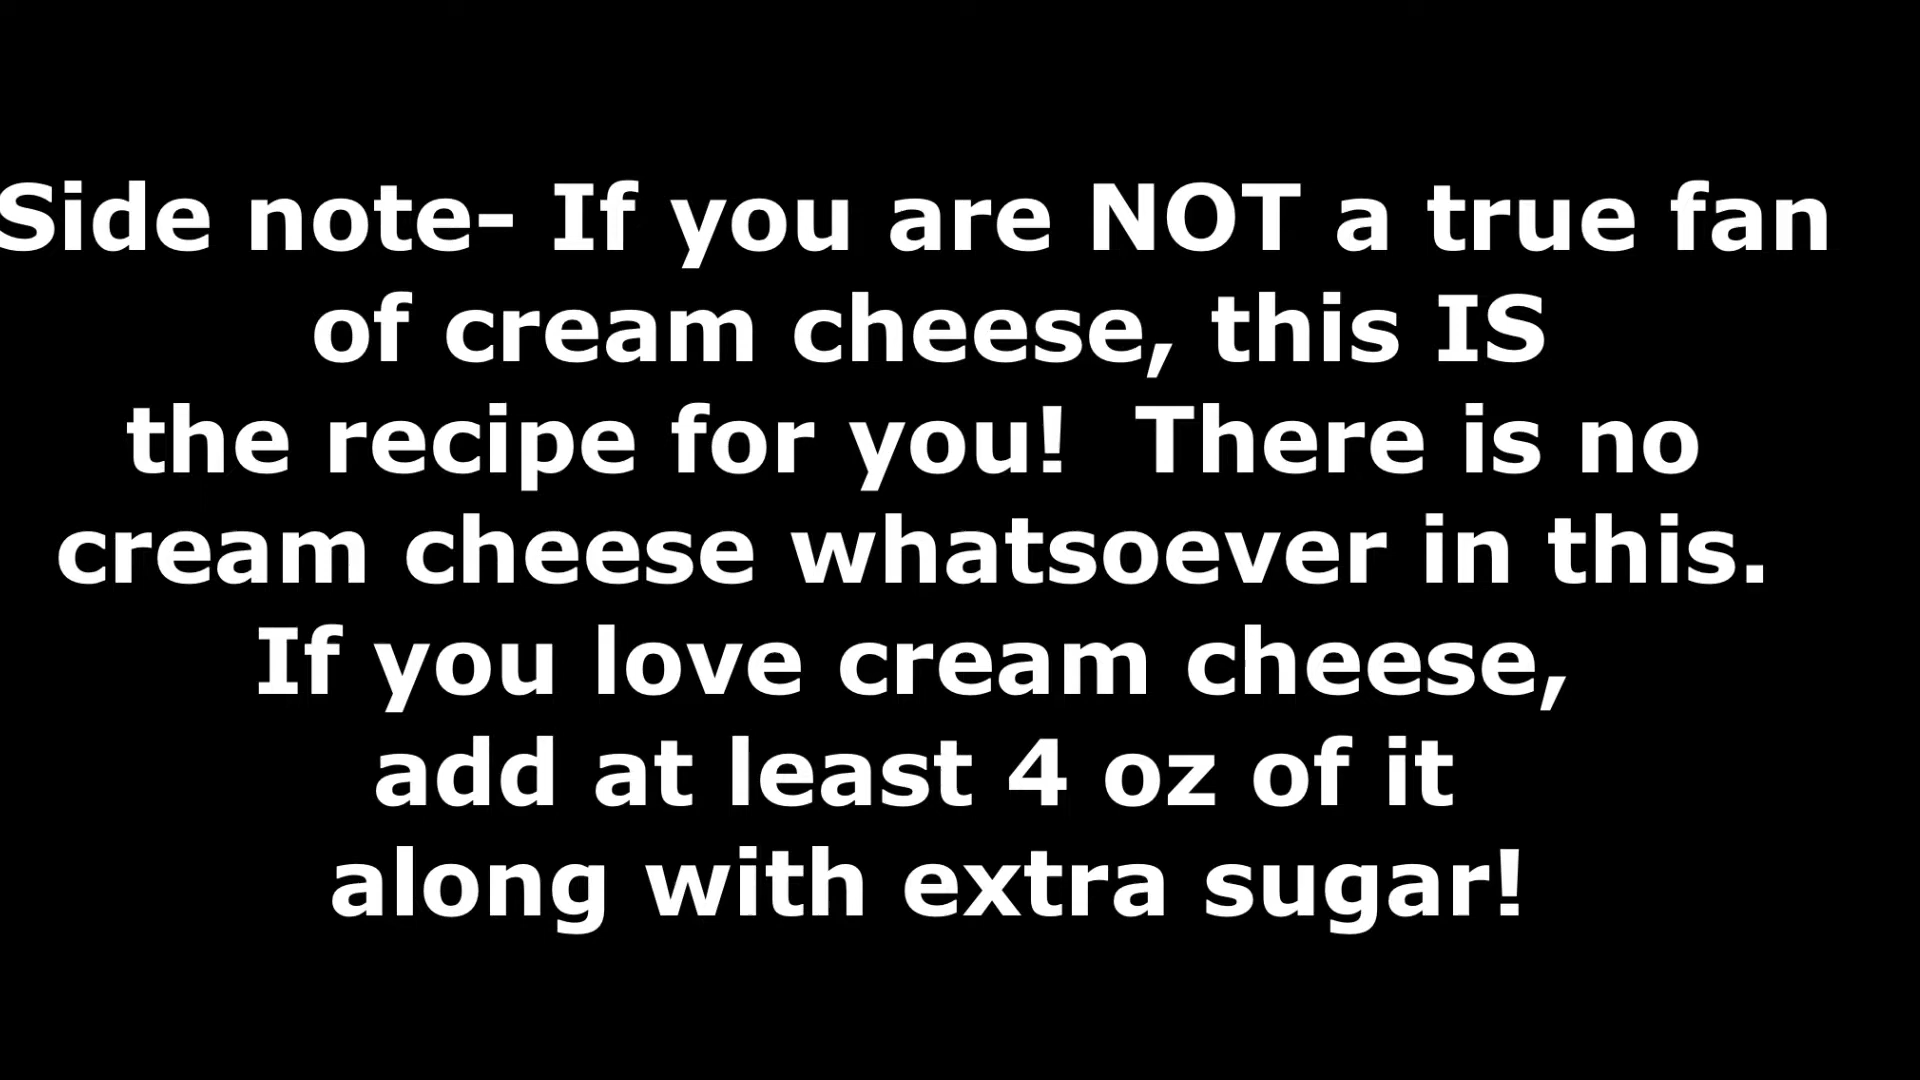 Side note- If you are NOT a true fan
of cream cheese, this IS
the recipe for you!  There is no
cream cheese whatsoever in this.
If you love cream cheese,
add at least 4 oz of it
along with extra sugar!